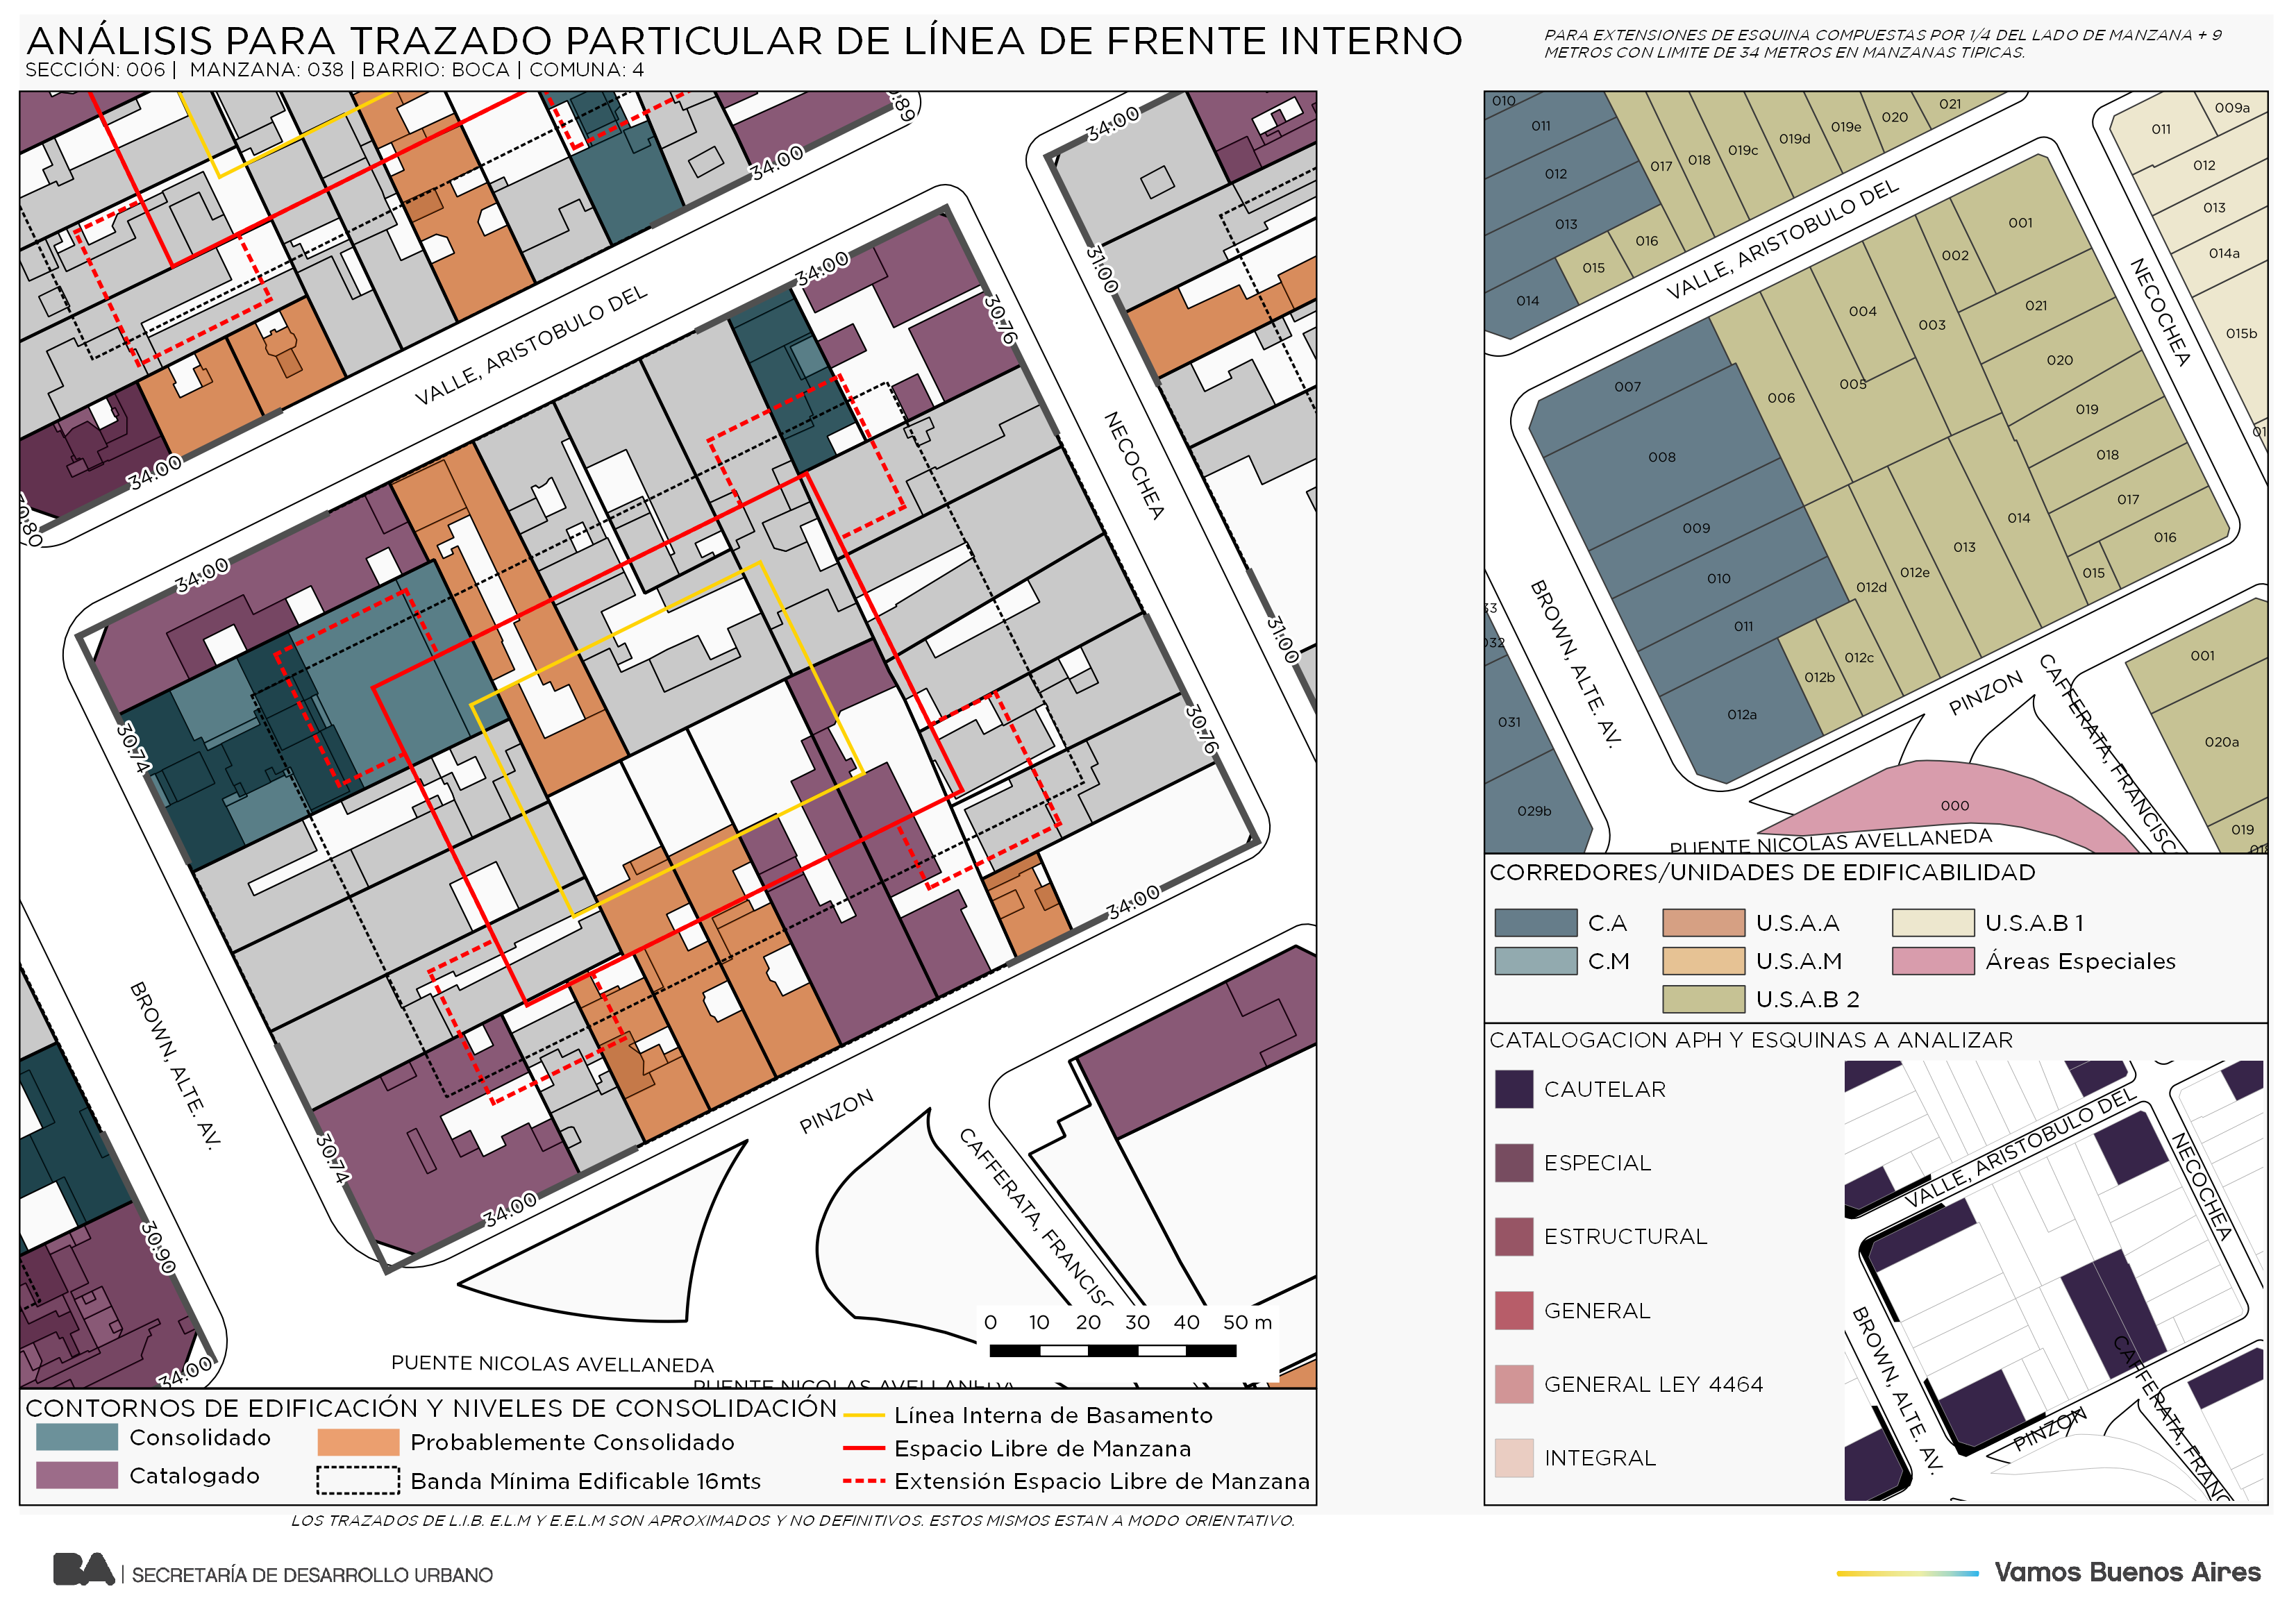 ANÁLISIS PARA TRAZADO PARTICULAR DE LÍNEA DE FRENTE INTERNO
SECCIÓN: 006 | MANZANA: 038 | BARRIO: BOCA | COMUNA: 4
PARA EXTENSIONES DE ESQUINA COMPUESTAS POR 1/4 DEL LADO DE MANZANA + 9
METROS CON LIMITE DE 34 METROS EN MANZANAS TIPICAS.
34.00
34.00
31.00
34.00
30.76
VALLE, ARISTOBULO DEL
34.00
NECOCHEA
34.00
31.00
30.74
30.76
34.00
BROWN, ALTE. AV.
PINZON
30.74
34.00
CAFFERATA, FRANCISC
30.90
34.00
0 10 20 30 40 50 m
PUENTE NICOLAS AVELLANEDA
PUENTE NICOLAS AVELLANEDA
CONTORNOS DE EDIFICACIÓN Y NIVELES DE CONSOLIDACIÓN
Consolidado
Catalogado
Probablemente Consolidado
Banda Mínima Edificable 16mts
Línea Interna de Basamento
Espacio Libre de Manzana
Extensión Espacio Libre de Manzana
LOS TRAZADOS DE L.I.B. E.L.M Y E.E.L.M SON APROXIMADOS Y NO DEFINITIVOS. ESTOS MISMOS ESTAN A MODO ORIENTATIVO.
010
011
012
013
014
015
016
017
018
019c
019d
019e
020
021
009a
011
012
013
014a
015b
VALLE, ARISTOBULO DEL
NECOCHEA
001
002
003
004
005
006
007
008
009
010
011
012a
012b
012c
012d
012e
013
014
015
016
017
018
019
020
021
032
031
029b
BROWN, ALTE. AV.
PINZON
CAFFERATA, FRANCISC
001
020a
019
000
PUENTE NICOLAS AVELLANEDA
CORREDORES/UNIDADES DE EDIFICABILIDAD
C.A
C.M
U.S.A.A
U.S.A.M
U.S.A.B 2
U.S.A.B 1
Áreas Especiales
CATALOGACION APH Y ESQUINAS A ANALIZAR
CAUTELAR
ESPECIAL
ESTRUCTURAL
GENERAL
GENERAL LEY 4464
INTEGRAL
VALLE, ARISTOBULO DEL
NECOCHEA
BROWN, ALTE. AV.
PINZON
CAFFERATA, FRANC
BA | SECRETARÍA DE DESARROLLO URBANO
Vamos Buenos Aires